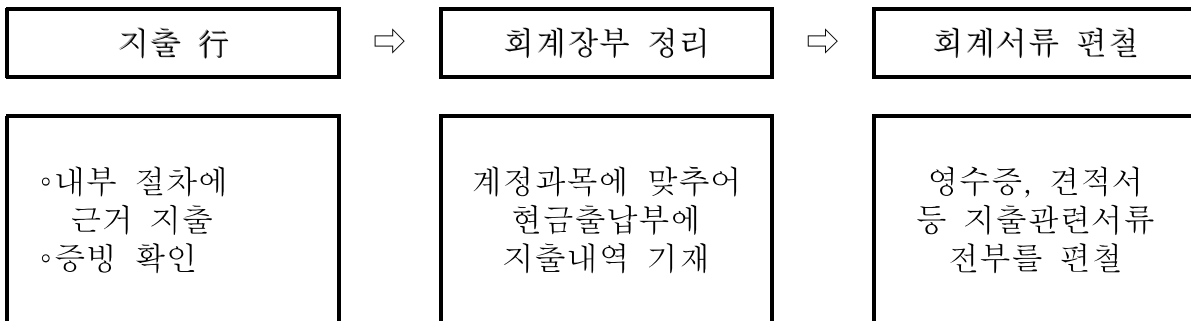 지출 行 ⇨ 회계장부 정리 ⇨ 회계서류 편철
◦내부 절차에
근거 지출
◦증빙 확인
계정과목에 맞추어
현금출납부에
지출내역 기재
영수증, 견적서
등 지출관련서류
전부를 편철